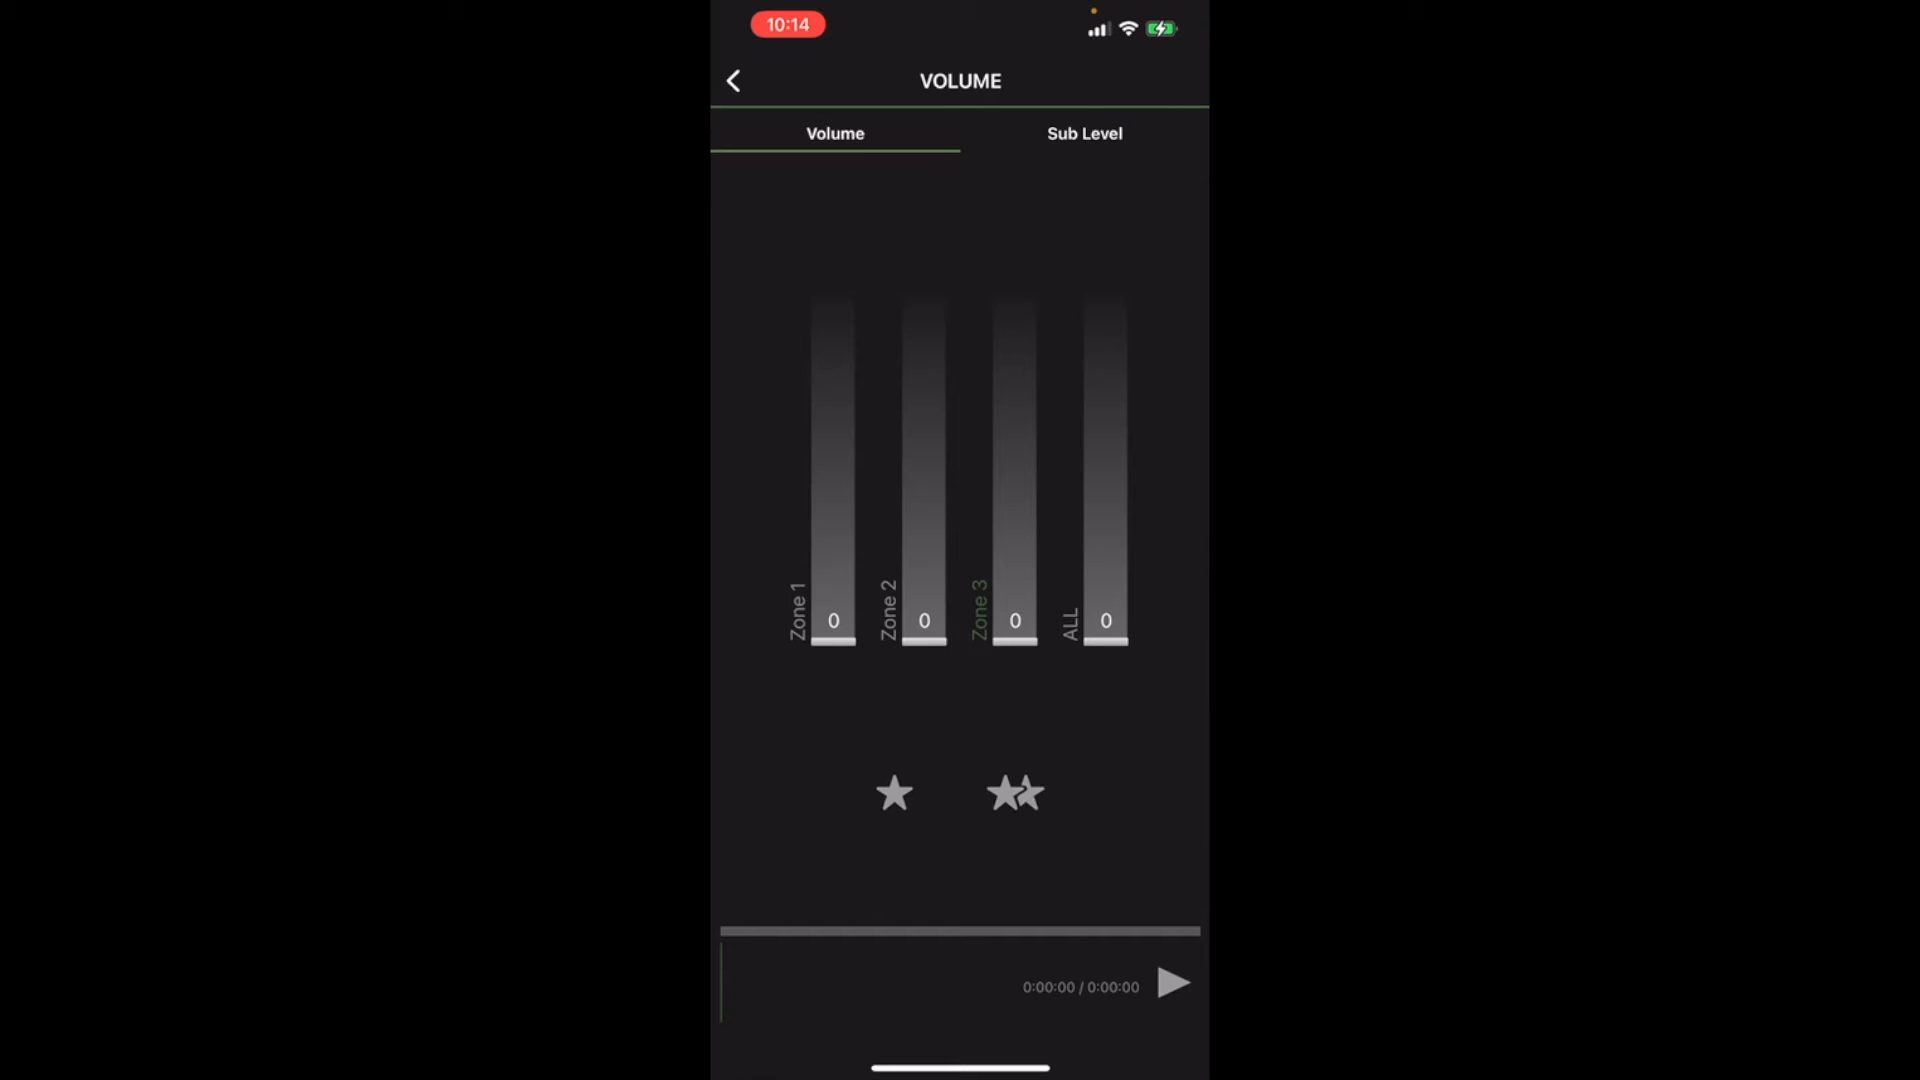 10:14
VOLUME
Volume
Sub Level
Zone 1
0
Zone 2
0
Zone 3
0
ALL
0
0:00:00 / 0:00:00